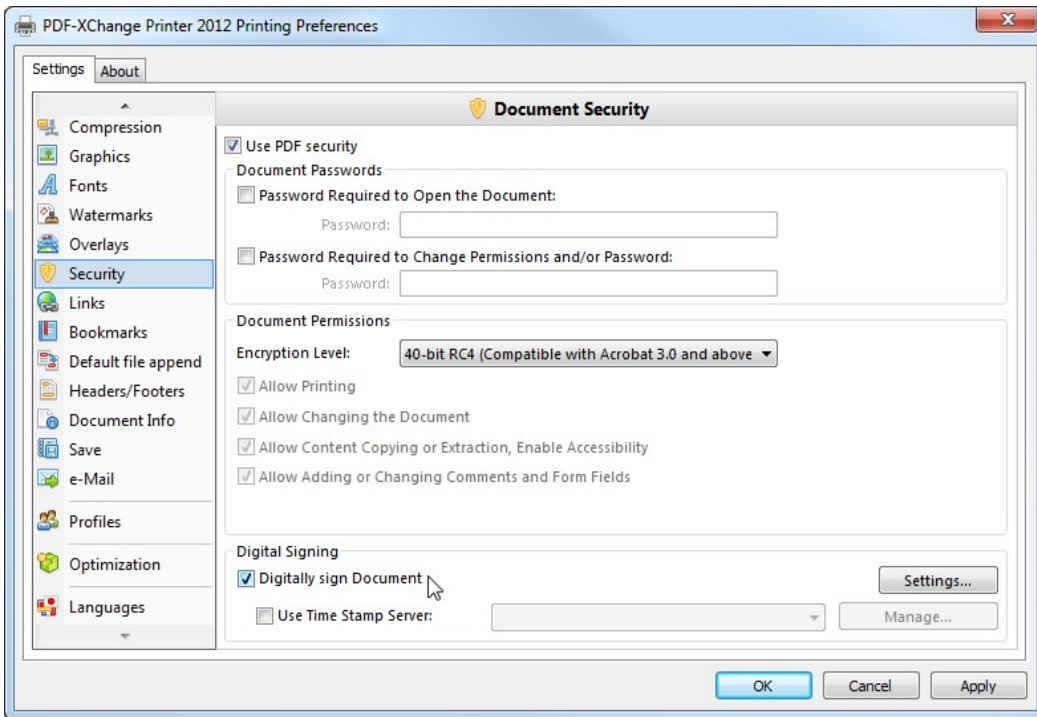 PDF-XChange Printer 2012 Printing Preferences
Settings
About
Compression
Graphics
Fonts
Watermarks
Overlays
Security
Links
Bookmarks
Default file append
Headers/Footers
Document Info
Save
e-Mail
Profiles
Optimization
Languages
Document Security
Use PDF security
Document Passwords
Password Required to Open the Document:
Password:
Password Required to Change Permissions and/or Password:
Password:
Document Permissions
Encryption Level: 40-bit RC4 (Compatible with Acrobat 3.0 and above
Allow Printing
Allow Changing the Document
Allow Content Copying or Extraction, Enable Accessibility
Allow Adding or Changing Comments and Form Fields
Digital Signing
Digitally sign Document
Settings...
Use Time Stamp Server:
Manage...
OK
Cancel
Apply